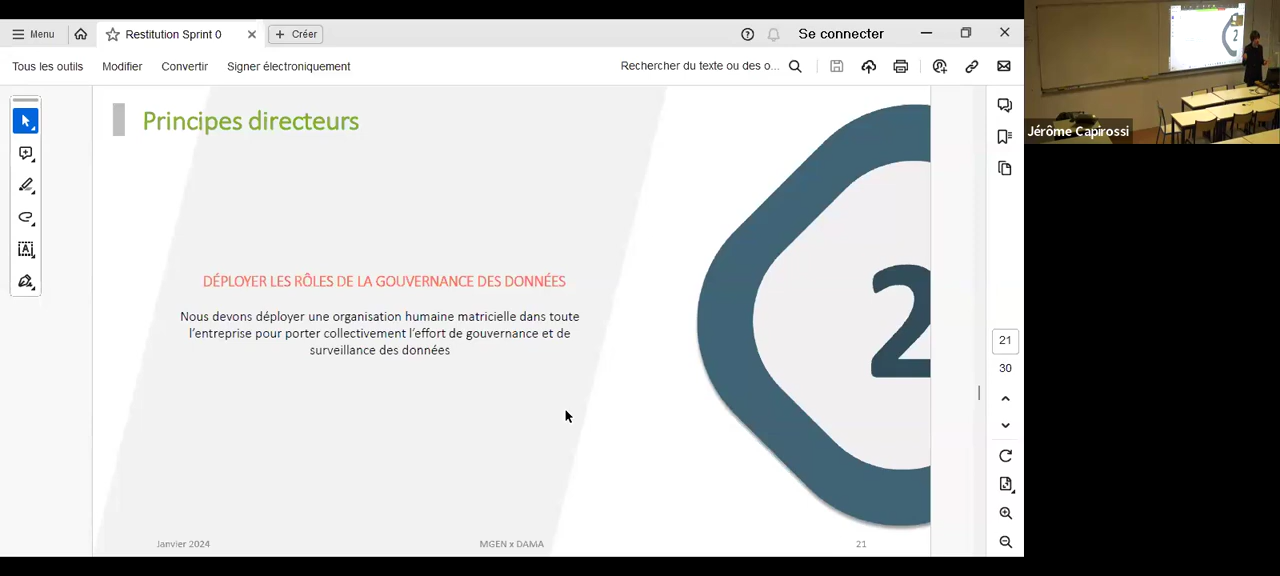 Menu
Restitution Sprint 0
Créer
Se connecter
Tous les outils
Modifier
Convertir
Signer électroniquement
Rechercher du texte ou des o...
Principes directeurs
DÉPLOYER LES RÔLES DE LA GOUVERNANCE DES DONNÉES
Nous devons déployer une organisation humaine matricielle dans toute
l'entreprise pour porter collectivement l'effort de gouvernance et de
surveillance des données
2
21
30
Janvier 2024
MGEN x DAMA
21
2
Jérôme Capirossi